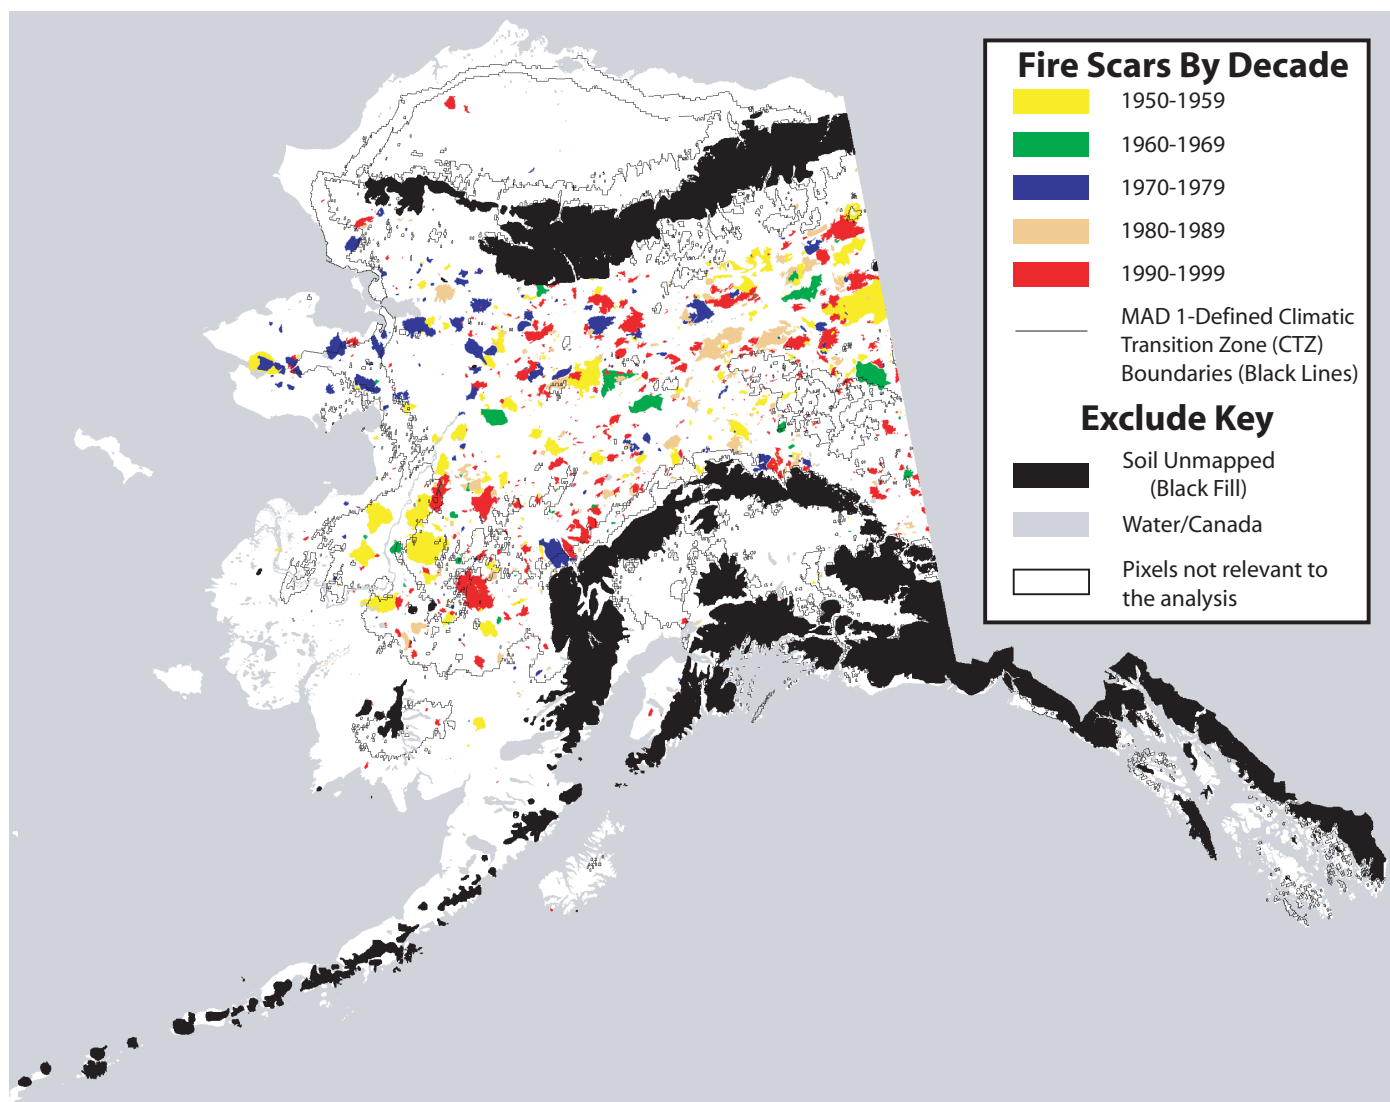 Fire Scars By Decade
1950-1959
1960-1969
1970-1979
1980-1989
1990-1999
MAD 1-Defined Climatic
Transition Zone (CTZ)
Boundaries (Black Lines)
Exclude Key
Soil Unmapped
(Black Fill)
Water/Canada
Pixels not relevant to
the analysis